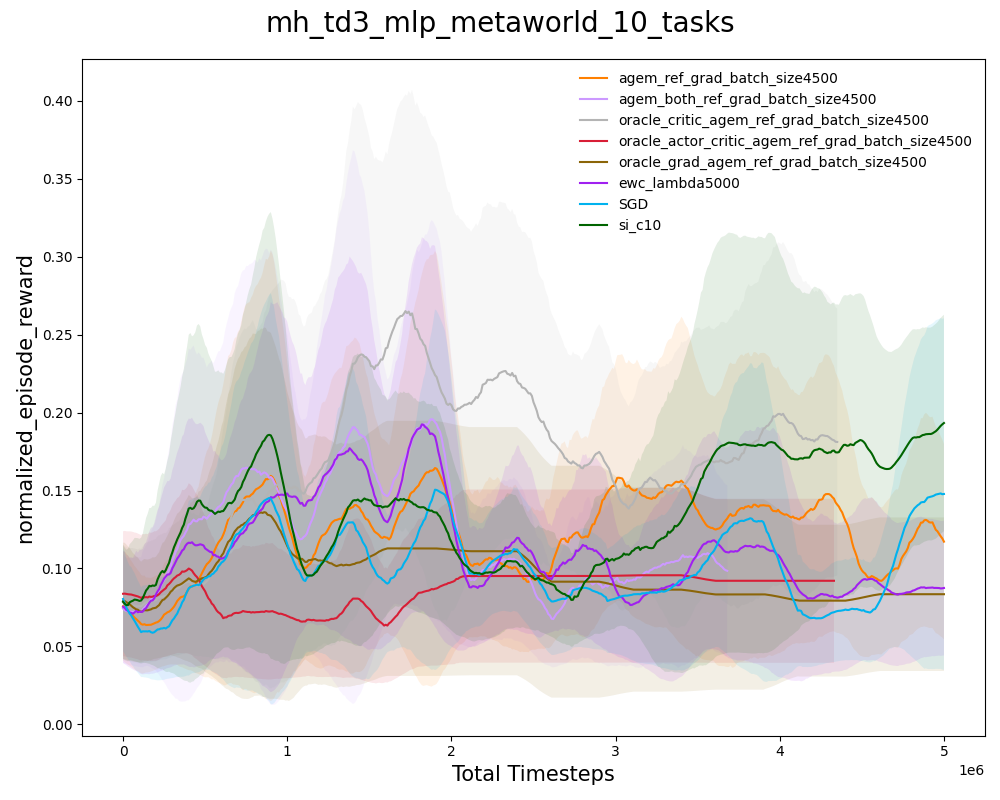 mh_td3_mlp_metaworld_10_tasks
agem_ref_grad_batch_size4500
agem_both_ref_grad_batch_size4500
oracle_critic_agem_ref_grad_batch_size4500
oracle_actor_critic_agem_ref_grad_batch_size4500
oracle_grad_agem_ref_grad_batch_size4500
ewc_lambda5000
SGD
si_c10
normalized_episode_reward
0.40
0.35
0.30
0.25
0.20
0.15
0.10
0.05
0.00
0 1 2 3 4 5
1e6
Total Timesteps